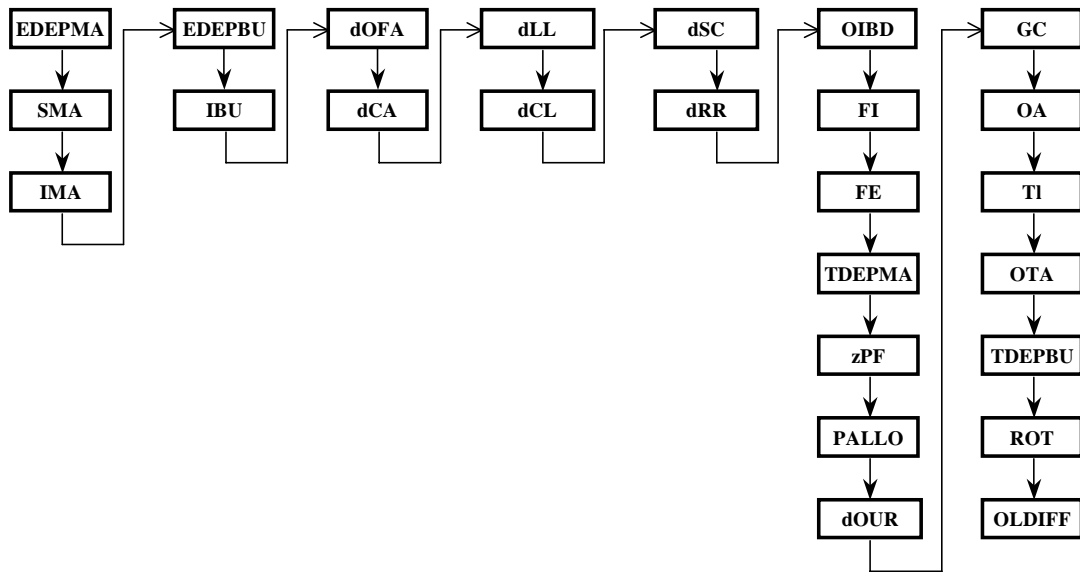 EDEPMA
SMA
IMA
EDEPBU
IBU
dOFA
dCA
dLL
dCL
dSC
dRR
OIBD
FI
FE
TDEPMA
zPF
PALLO
dOUR
GC
OA
Tl
OTA
TDEPBU
ROT
OLDIFF